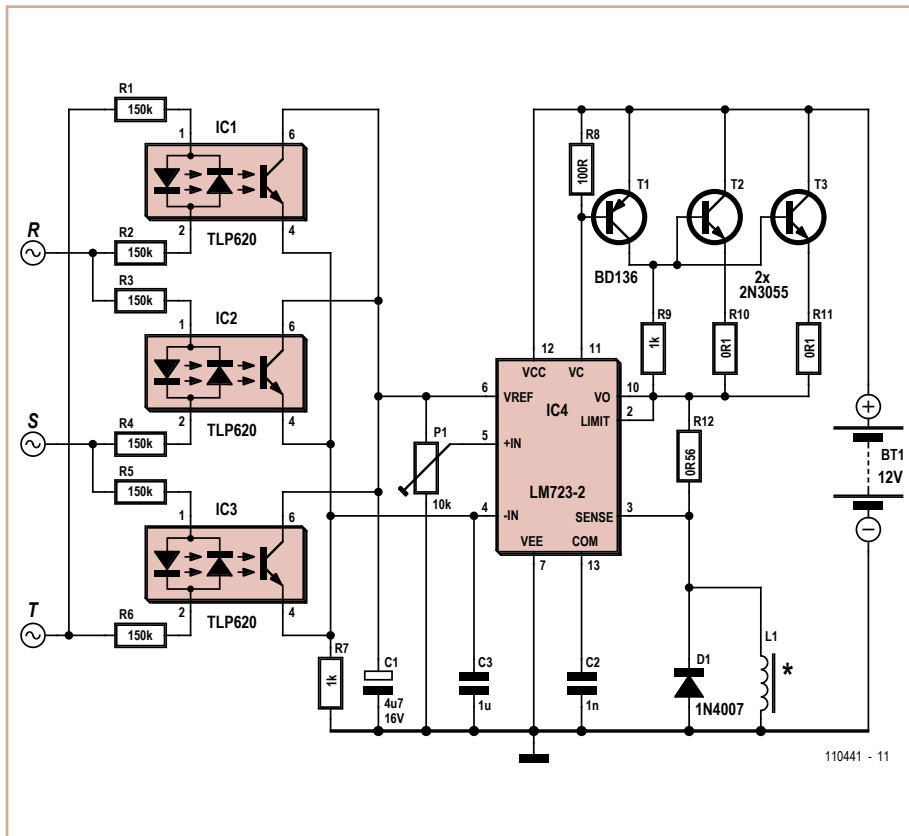 R1
150k
IC1
1
6
2
4
TLP620
R
R2
150k
R3
150k
IC2
1
6
2
4
TLP620
S
R4
150k
R5
150k
IC3
1
6
2
4
TLP620
T
R6
150k
R7
1k
C1
4u7
16V
C3
1u
P1
10k
R8
100R
T1
T2
T3
BD136
2x
2N3055
R9
1k
R10
0R1
R11
0R1
12
11
VCC
VC
6
VREF
VO
10
IC4
LIMIT
2
5
+IN
LM723-2
4
-IN
SENSE
3
VEE
COM
7
13
R12
0R56
C2
1n
D1
1N4007
L1
*
+
BT1
12V
−
110441 - 11